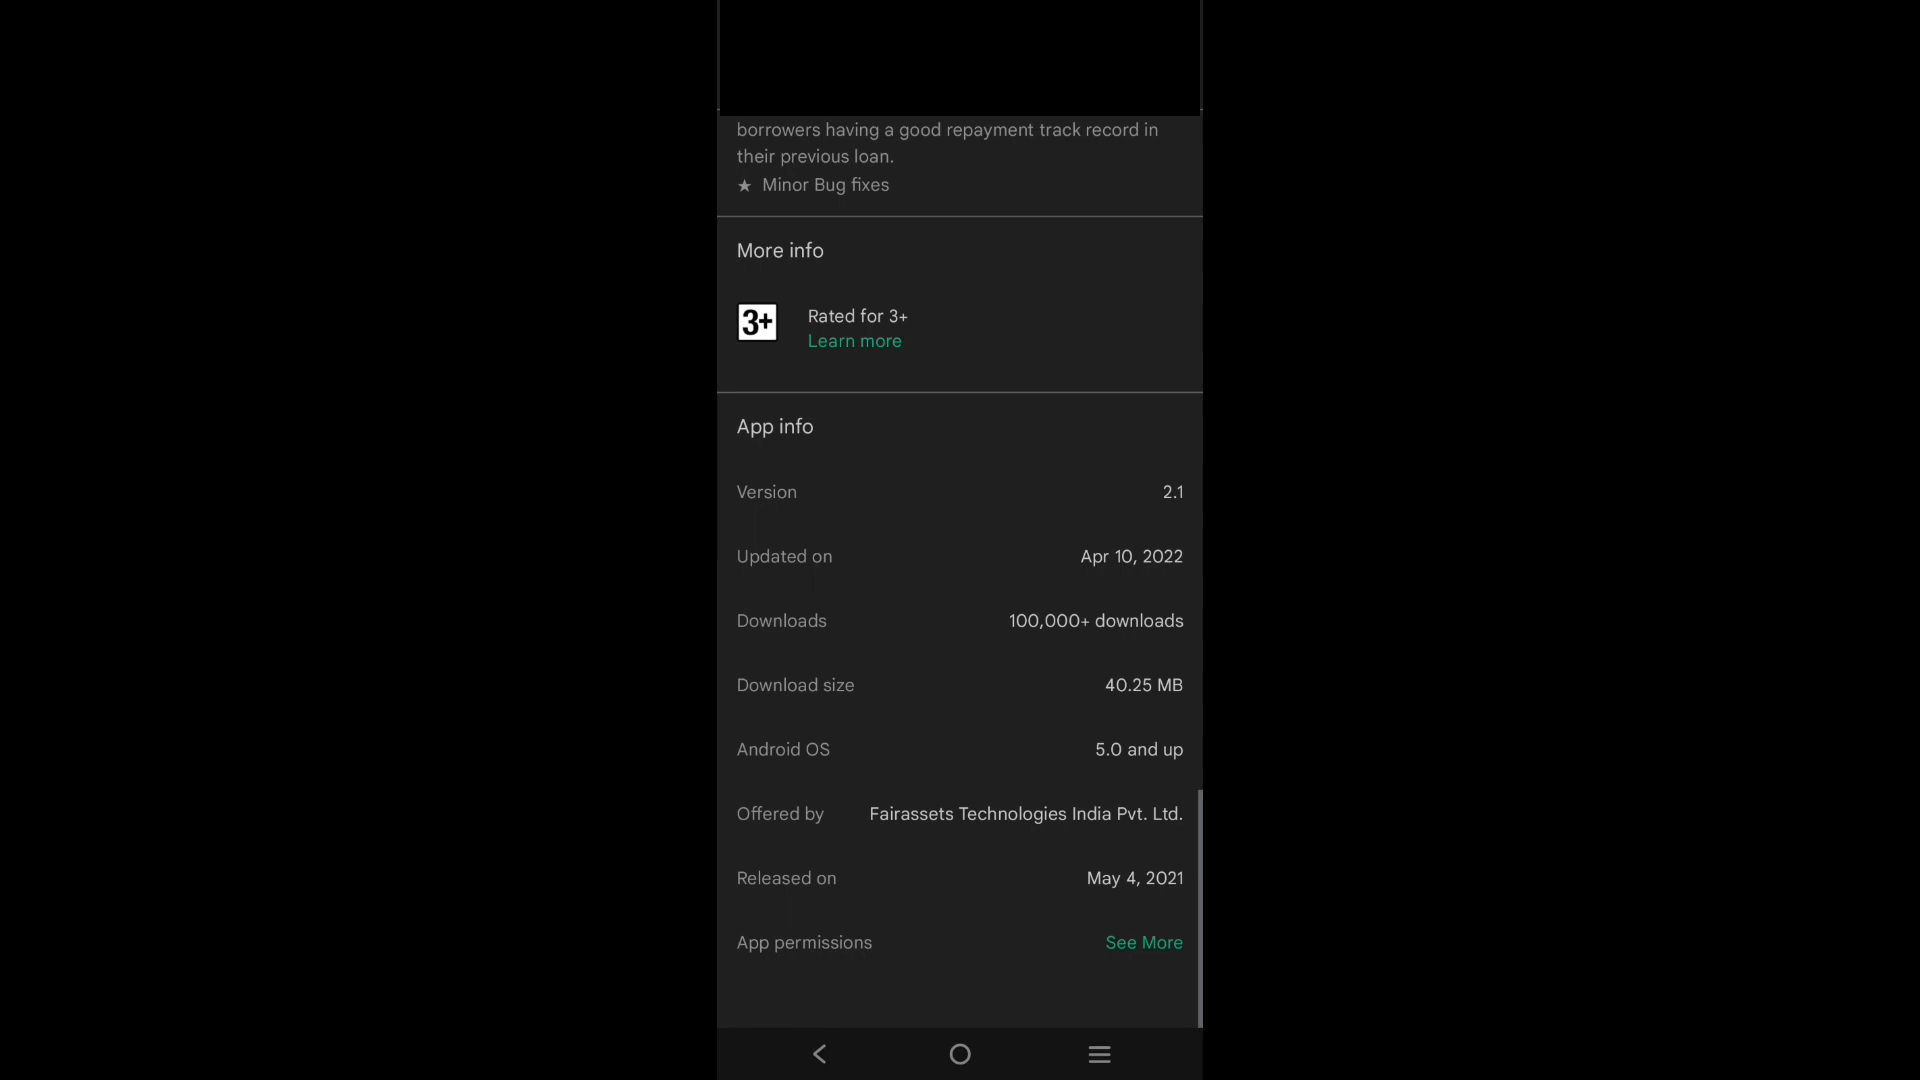 borrowers having a good repayment track record in
their previous loan.
★ Minor Bug fixes
More info
3+
Rated for 3+
Learn more
App info
Version 2.1
Updated on Apr 10, 2022
Downloads 100,000+ downloads
Download size 40.25 MB
Android OS 5.0 and up
Offered by Fairassets Technologies India Pvt. Ltd.
Released on May 4, 2021
App permissions See More